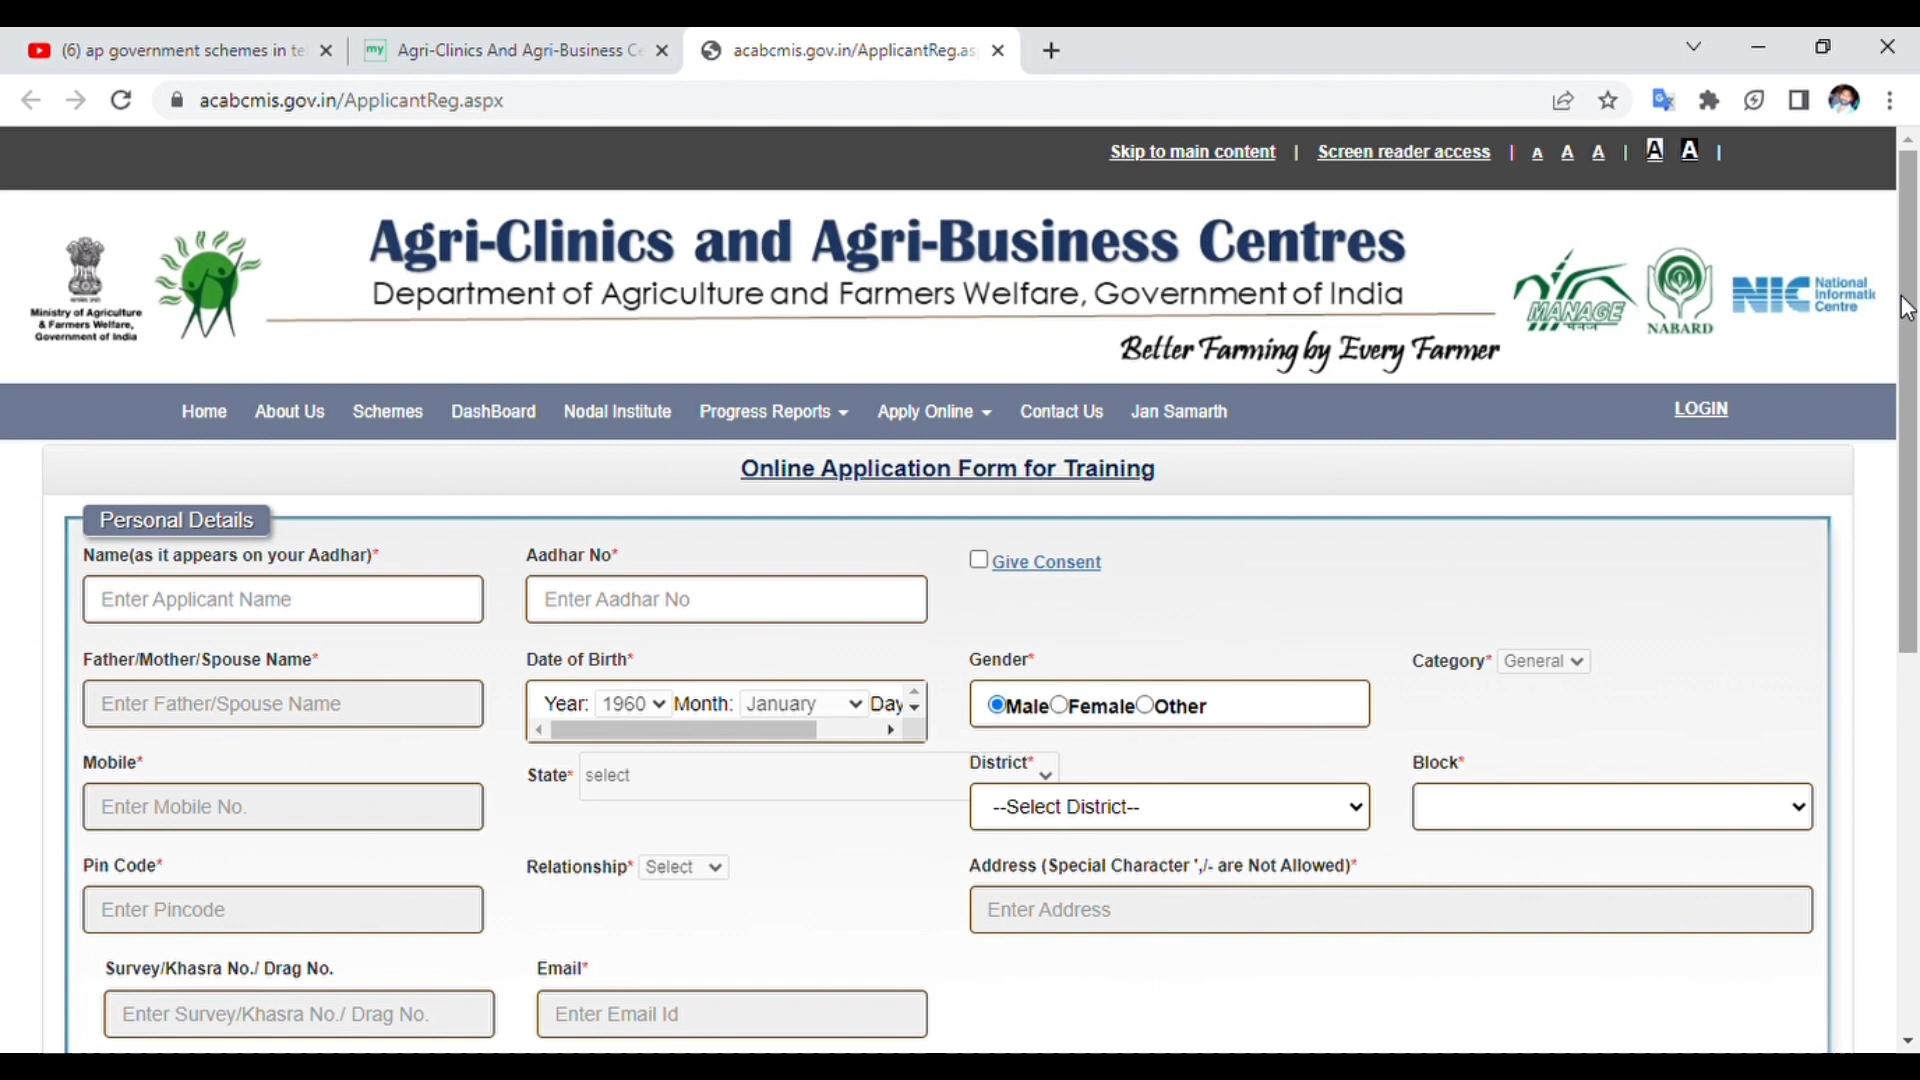 (6) ap government schemes in te
Agri-Clinics And Agri-Business Ce
acabcmis.gov.in/ApplicantReg.as
acabcmis.gov.in/ApplicantReg.aspx
Skip to main content | Screen reader access | A A A | A A |
Agri-Clinics and Agri-Business Centres
Department of Agriculture and Farmers Welfare, Government of India
Better Farming by Every Farmer
Ministry of Agriculture
& Farmers Welfare,
Government of India
MANAGE
NABARD
NIC National
Informatic
Centre
Home About Us Schemes DashBoard Nodal Institute Progress Reports Apply Online Contact Us Jan Samarth LOGIN
Online Application Form for Training
Personal Details
Name(as it appears on your Aadhar)* Aadhar No* Give Consent
Enter Applicant Name Enter Aadhar No
Father/Mother/Spouse Name* Date of Birth* Gender* Category* General
Enter Father/Spouse Name Year: 1960 Month: January Day Male Female Other
Mobile* State* select District* Block*
Enter Mobile No. --Select District--
Pin Code* Relationship* Select Address (Special Character ',/- are Not Allowed)*
Enter Pincode Enter Address
Survey/Khasra No./ Drag No. Email*
Enter Survey/Khasra No./ Drag No. Enter Email Id